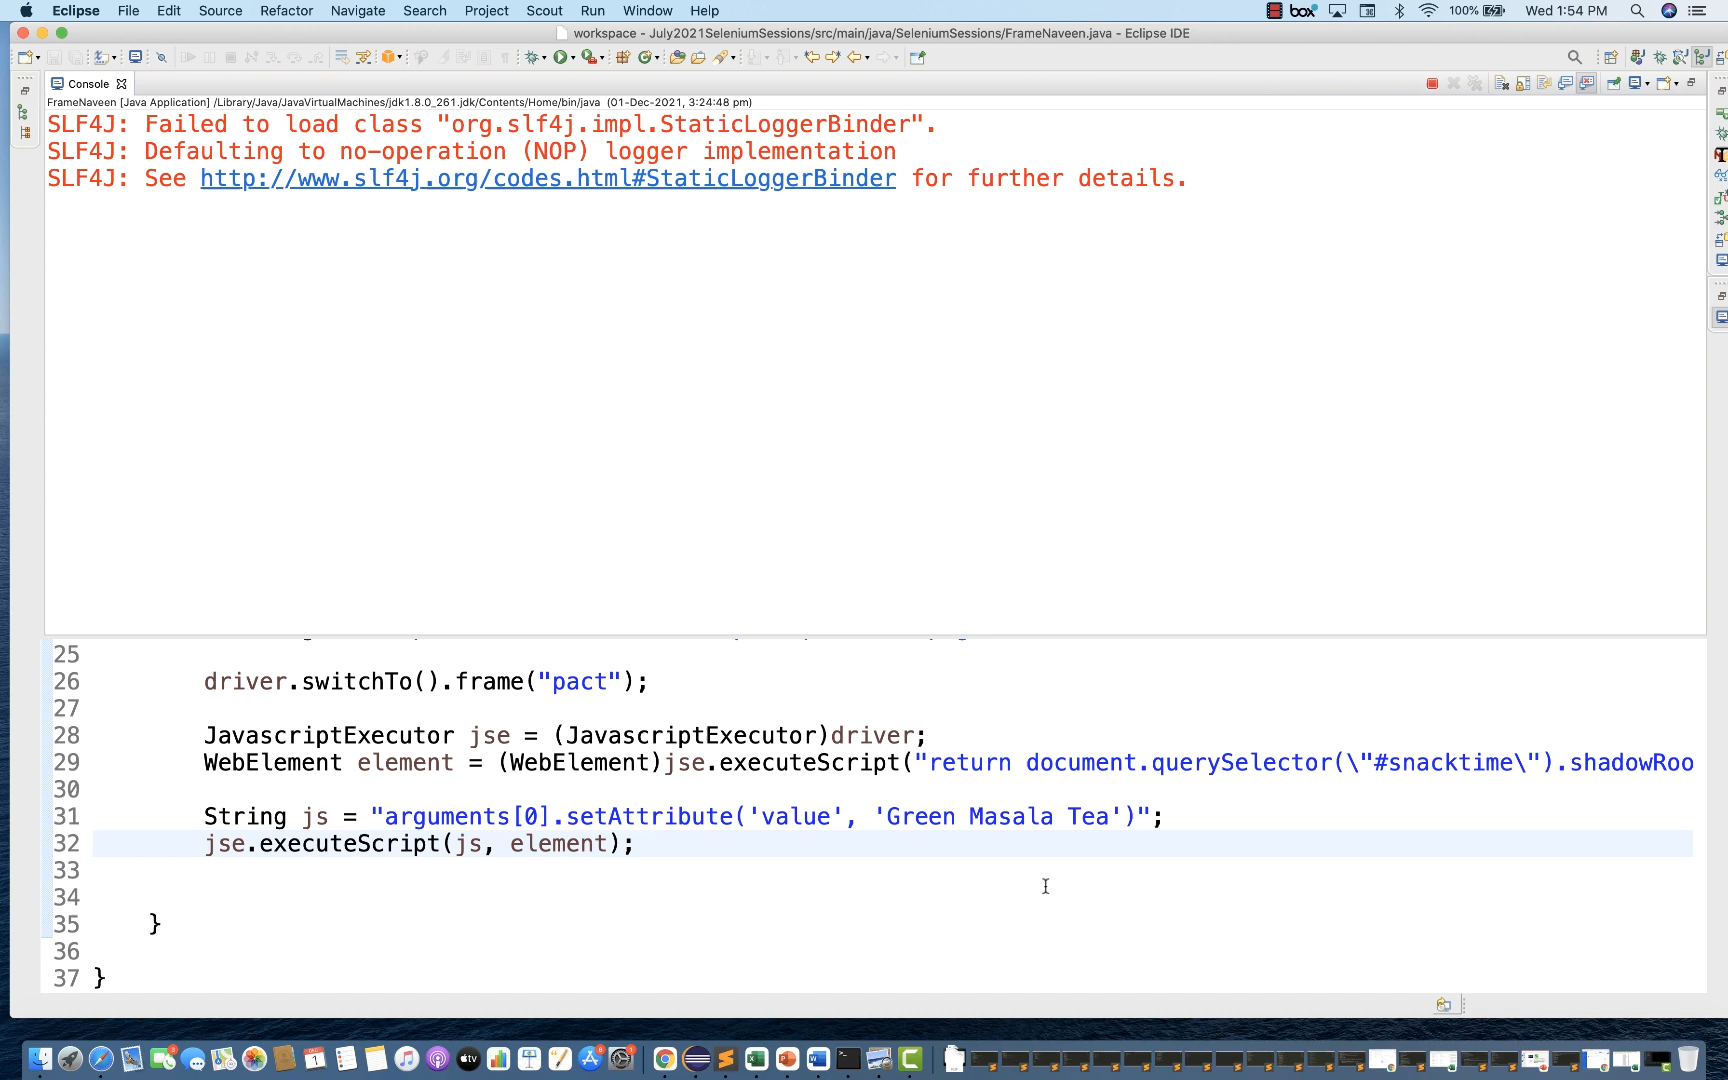 Eclipse File Edit Source Refactor Navigate Search Project Scout Run Window Help box 100% Wed 1:54 PM
workspace - July2021SeleniumSessions/src/main/java/SeleniumSessions/FrameNaveen.java - Eclipse IDE
Console
FrameNaveen [Java Application] /Library/Java/JavaVirtualMachines/jdk1.8.0_261.jdk/Contents/Home/bin/java (01-Dec-2021, 3:24:48 pm)
SLF4J: Failed to load class "org.slf4j.impl.StaticLoggerBinder".
SLF4J: Defaulting to no-operation (NOP) logger implementation
SLF4J: See http://www.slf4j.org/codes.html#StaticLoggerBinder for further details.
25
26 driver.switchTo().frame("pact");
27
28 JavascriptExecutor jse = (JavascriptExecutor)driver;
29 WebElement element = (WebElement)jse.executeScript("return document.querySelector(\"#snacktime\").shadowRoo
30
31 String js = "arguments[0].setAttribute('value', 'Green Masala Tea')";
32 jse.executeScript(js, element);
33
34
35 }
36
37 }